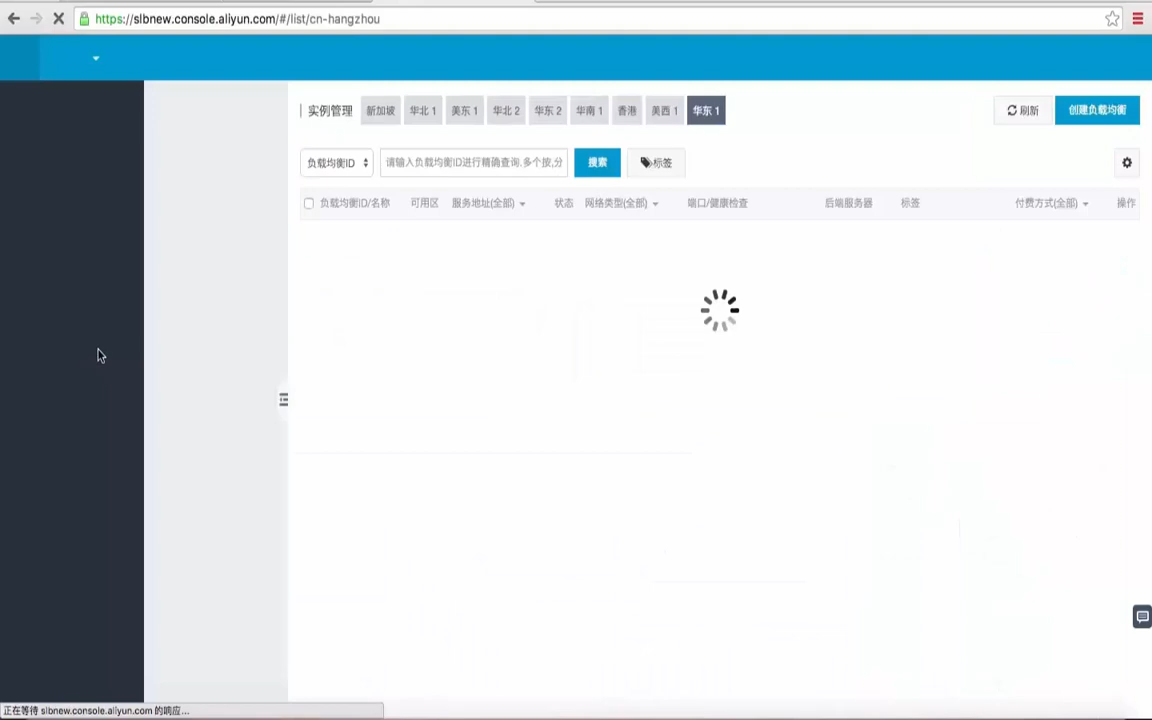 https://slbnew.console.aliyun.com/#/list/cn-hangzhou
实例管理 新加坡 华北 1 美东 1 华北 2 华东 2 华南 1 香港 美西 1 华东 1 刷新 创建负载均衡
负载均衡ID 请输入负载均衡ID进行精确查询,多个按,分 搜索 标签
负载均衡ID/名称 可用区 服务地址(全部) 状态 网络类型(全部) 端口/健康检查 后端服务器 标签 付费方式(全部) 操作
正在等待 slbnew.console.aliyun.com 的响应...